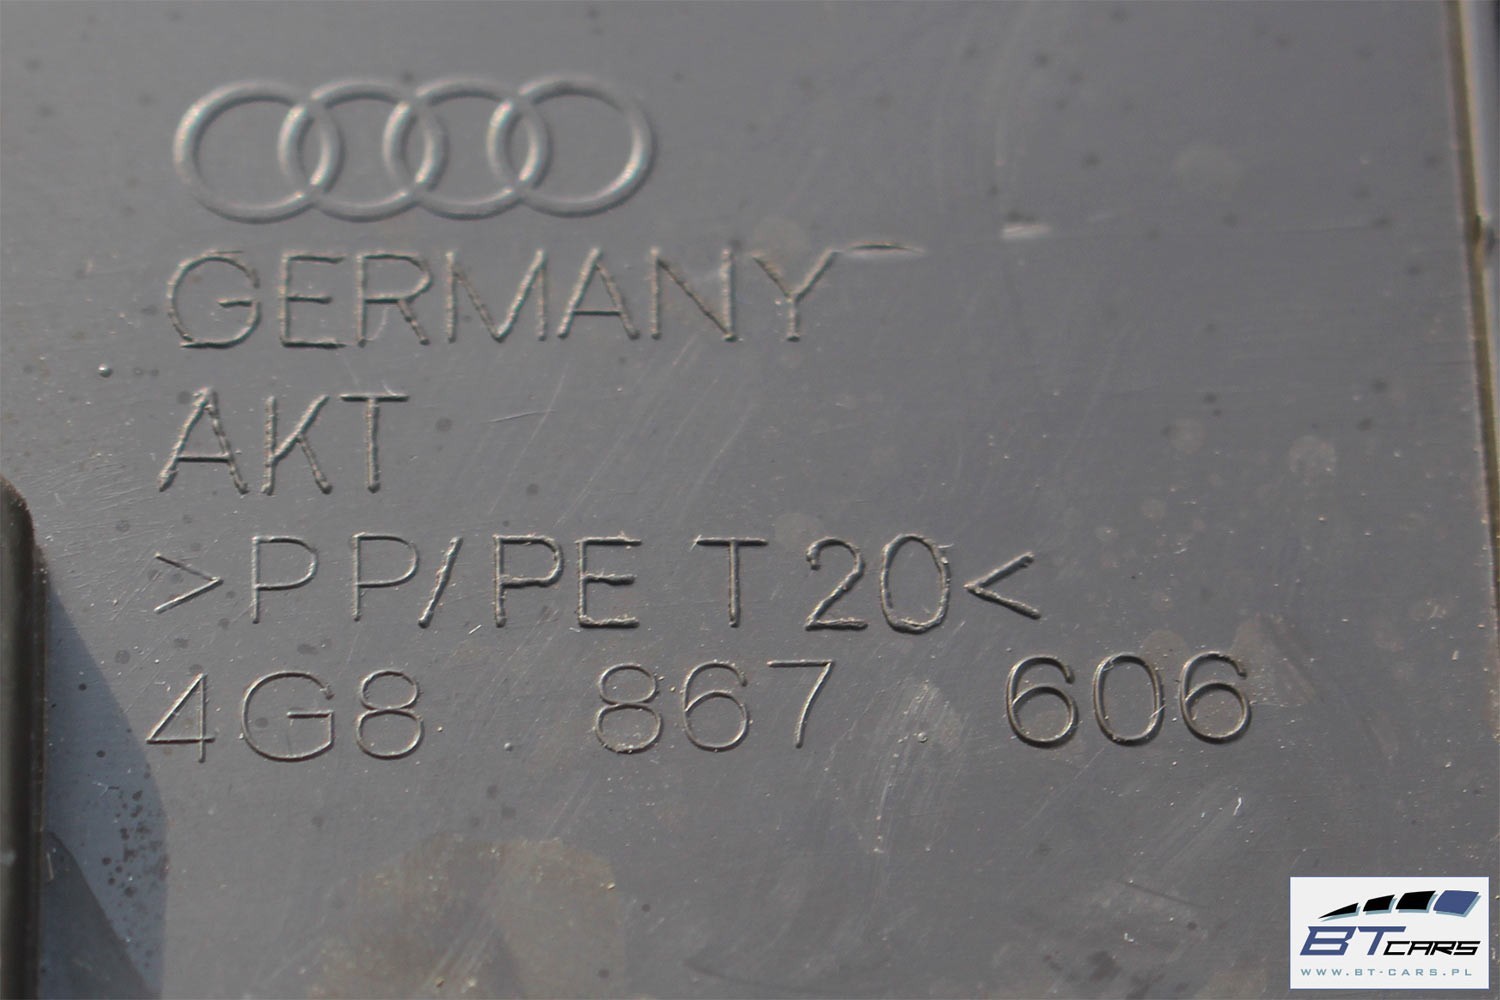 GERMANY
AKT
>PP/PE T20<
4G8 867 606
BT CARS
WWW.BT-CARS.PL